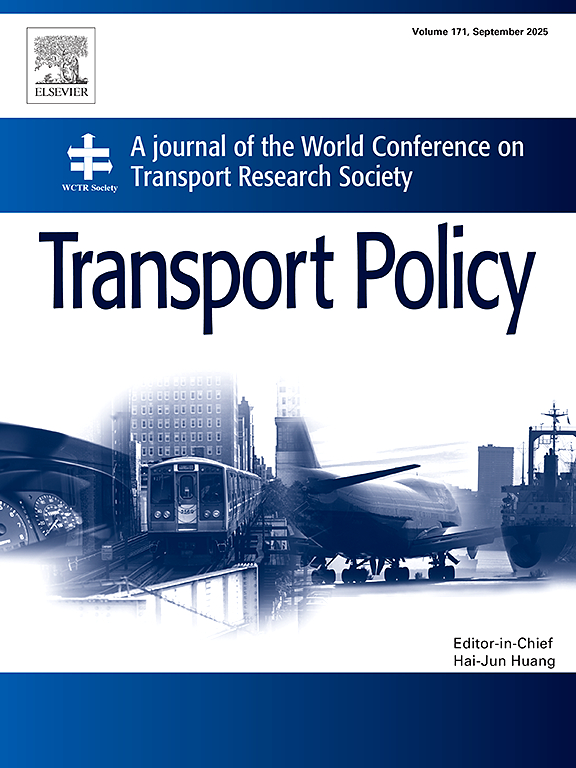 Volume 171, September 2025
ELSEVIER
WCTR Society
A journal of the World Conference on
Transport Research Society
Transport Policy
Editor-in-Chief
Hai-Jun Huang